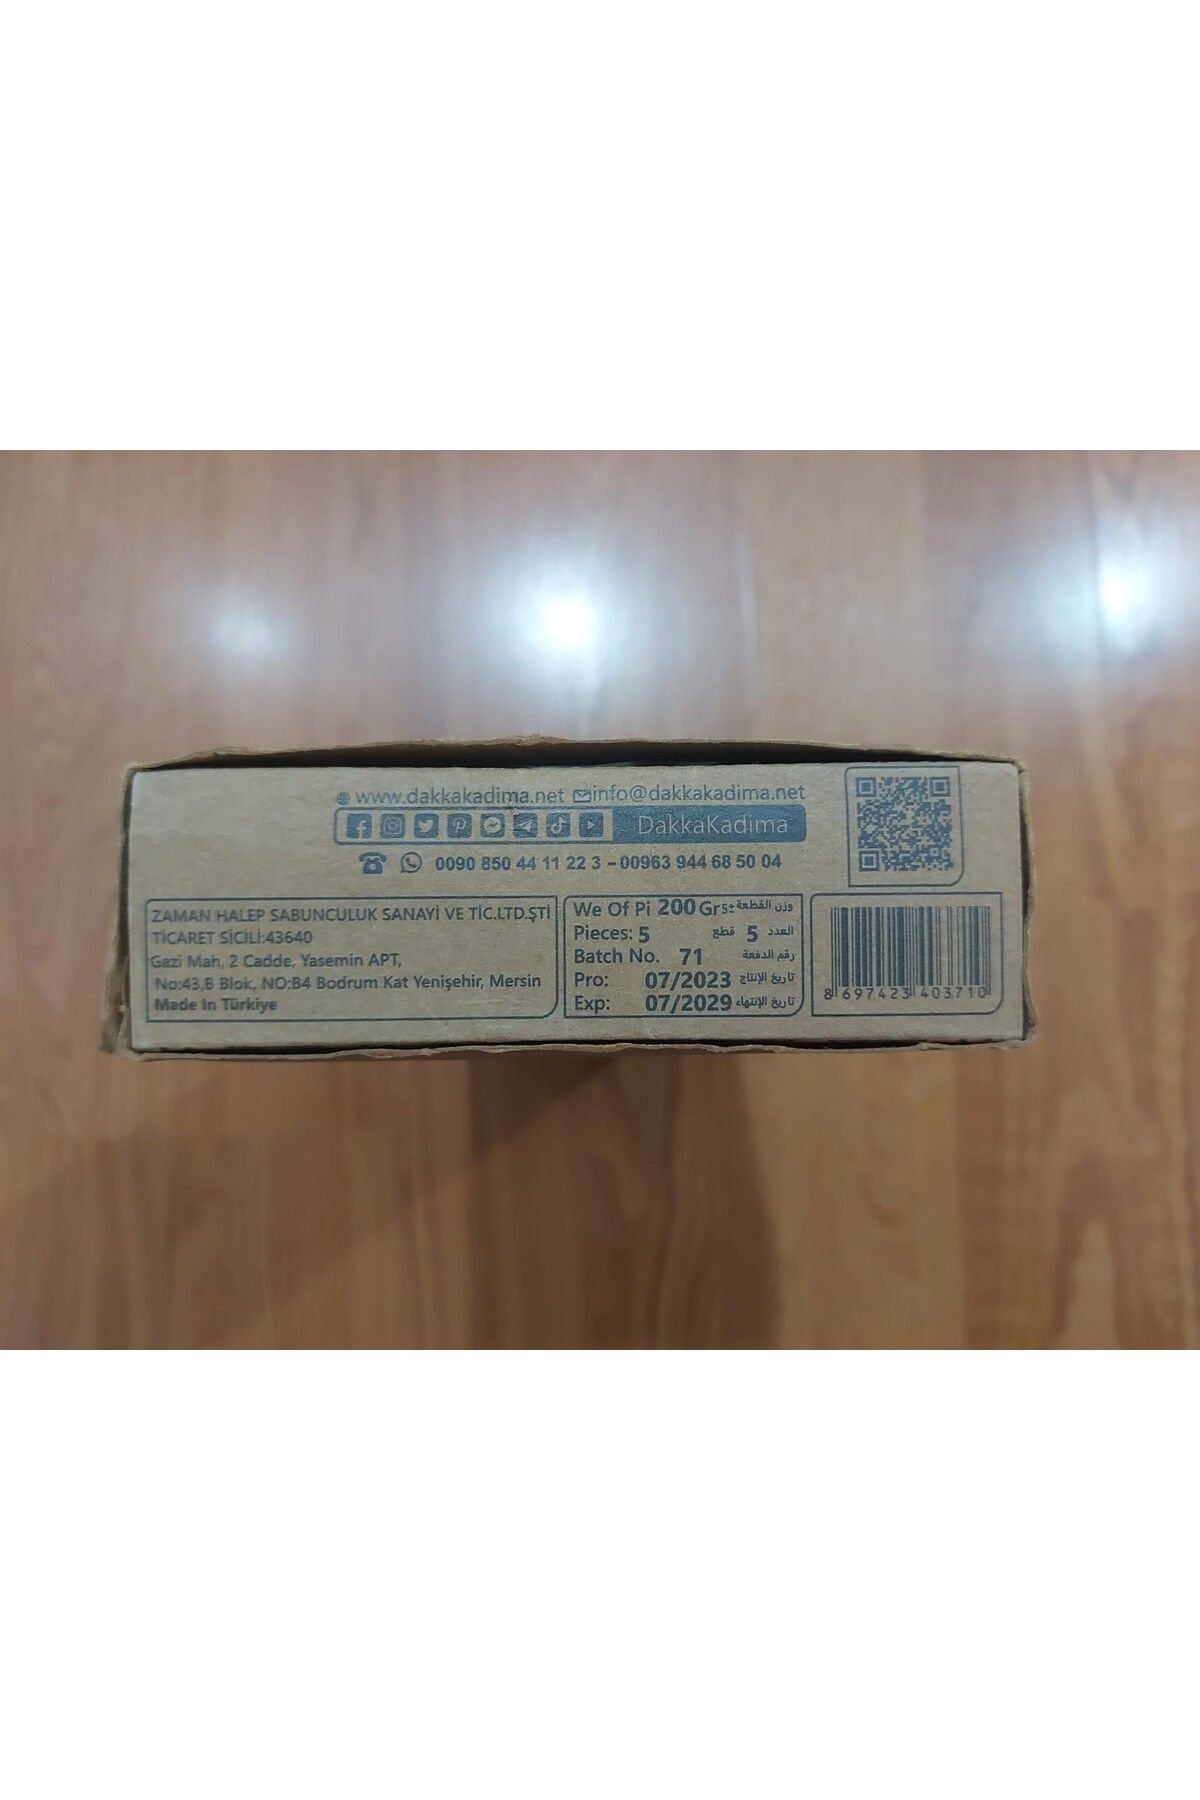 www.dakkakadima.net info@dakkakadima.net
DakkaKadima
0090 850 44 11 22 3 - 00963 944 68 50 04
ZAMAN HALEP SABUNCULUK SANAYİ VE TİC.LTD.ŞTİ
TİCARET SİCİLİ:43640
Gazi Mah, 2 Cadde, Yasemin APT,
No:43,B Blok, NO:B4 Bodrum Kat Yenişehir, Mersin
Made In Türkiye
We Of Pi 200 Gr5± وزن القطعة
Pieces: 5 العدد 5 قطع
Batch No. 71 رقم الدفعة
Pro: 07/2023 تاريخ الإنتاج
Exp: 07/2029 تاريخ الإنتهاء
8 697423 403710